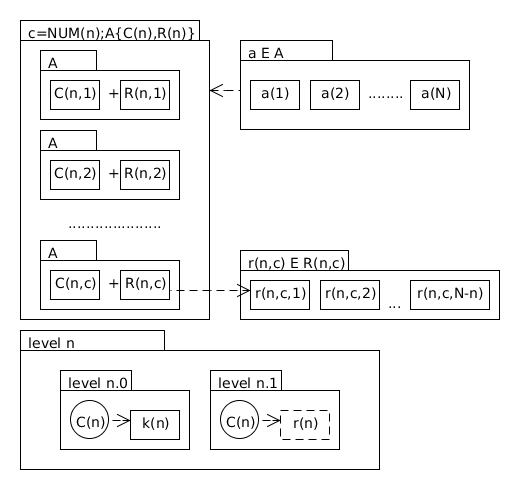 c=NUM(n);A{C(n),R(n)}
A
C(n,1) + R(n,1)
A
C(n,2) + R(n,2)
.....................
A
C(n,c) + R(n,c)
a E A
a(1) a(2) ........ a(N)
r(n,c) E R(n,c)
r(n,c,1) r(n,c,2) ... r(n,c,N-n)
level n
level n.0
C(n) k(n)
level n.1
C(n) r(n)